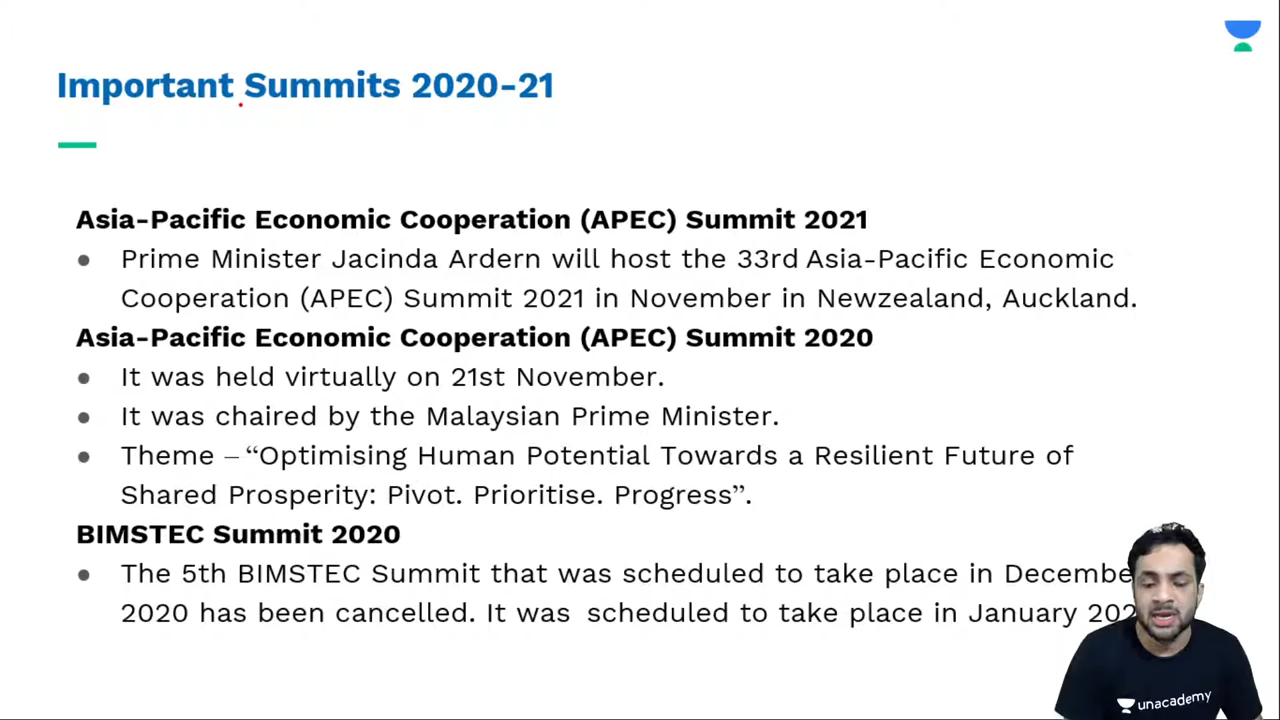 Important Summits 2020-21
Asia-Pacific Economic Cooperation (APEC) Summit 2021
● Prime Minister Jacinda Ardern will host the 33rd Asia-Pacific Economic
Cooperation (APEC) Summit 2021 in November in Newzealand, Auckland.
Asia-Pacific Economic Cooperation (APEC) Summit 2020
● It was held virtually on 21st November.
● It was chaired by the Malaysian Prime Minister.
● Theme – “Optimising Human Potential Towards a Resilient Future of
Shared Prosperity: Pivot. Prioritise. Progress”.
BIMSTEC Summit 2020
● The 5th BIMSTEC Summit that was scheduled to take place in
2020 has been cancelled. It was scheduled to take place in January
unacademy